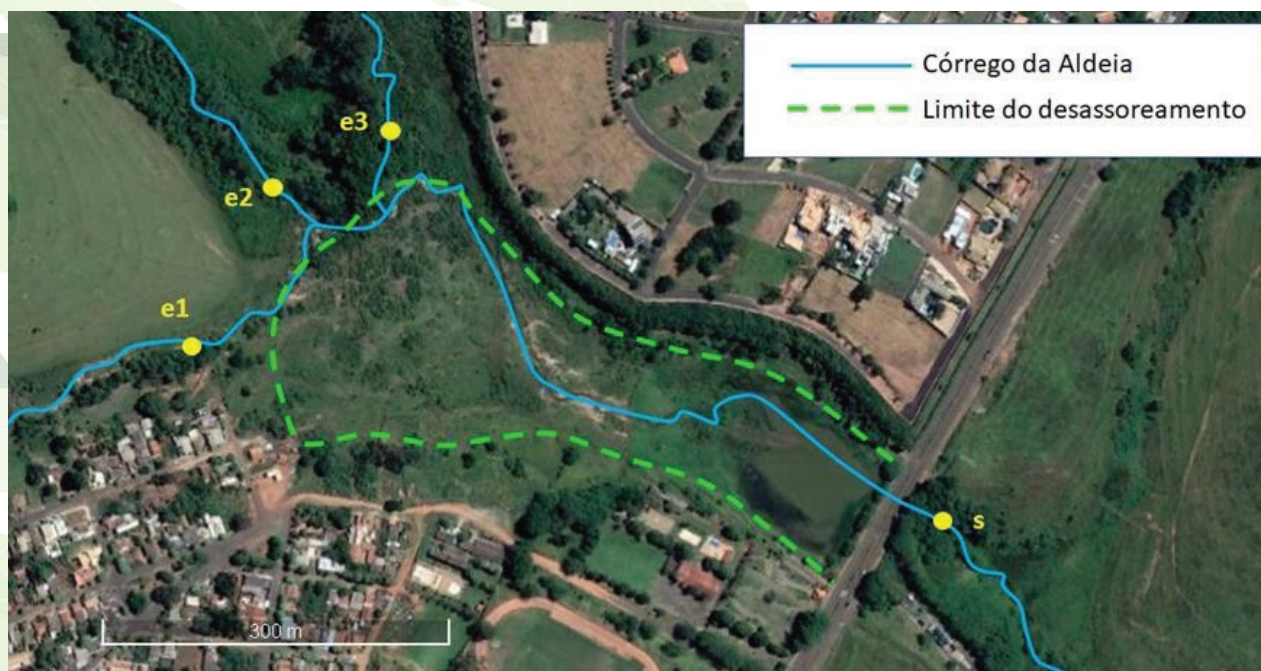 Córrego da Aldeia
Limite do desassoreamento
e3
e2
e1
s
300 m